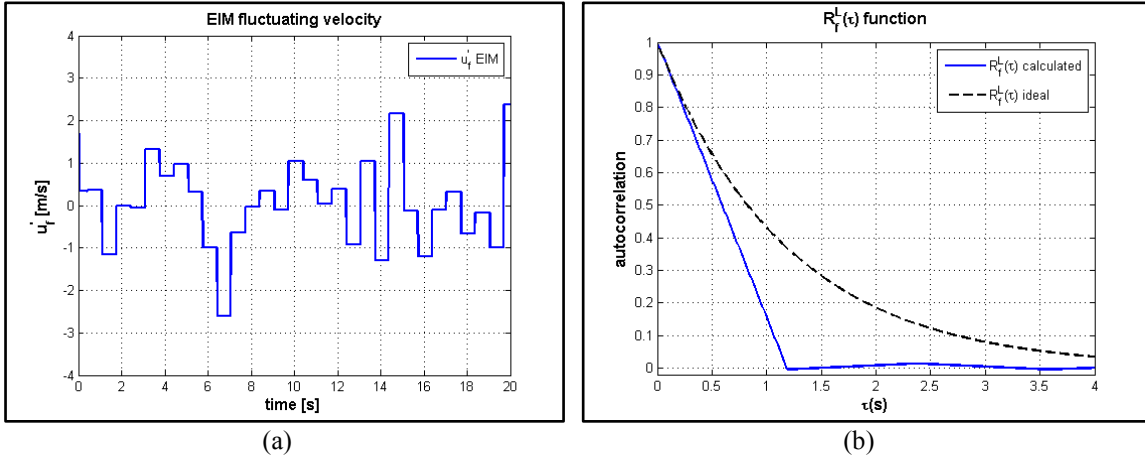 EIM fluctuating velocity
4
3
2
1
0
-1
-2
-3
-4
u'f [m/s]
u'f EIM
0 2 4 6 8 10 12 14 16 18 20
time [s]
(a)
RfL(τ) function
1
0.9
0.8
0.7
0.6
0.5
0.4
0.3
0.2
0.1
0
autocorrelation
RfL(τ) calculated
RfL(τ) ideal
0 0.5 1 1.5 2 2.5 3 3.5 4
τ(s)
(b)